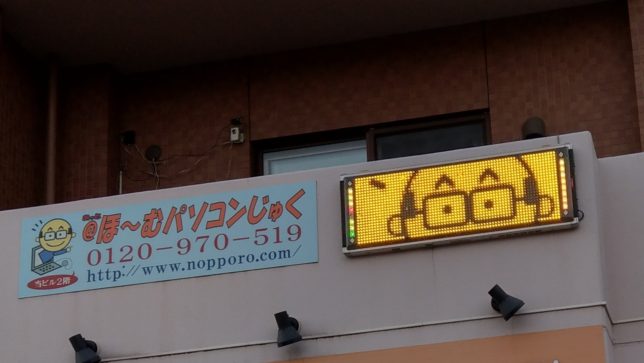 @ほ～むパソコンじゅく
0120-970-519
http://www.nopporo.com/
当ビル2階